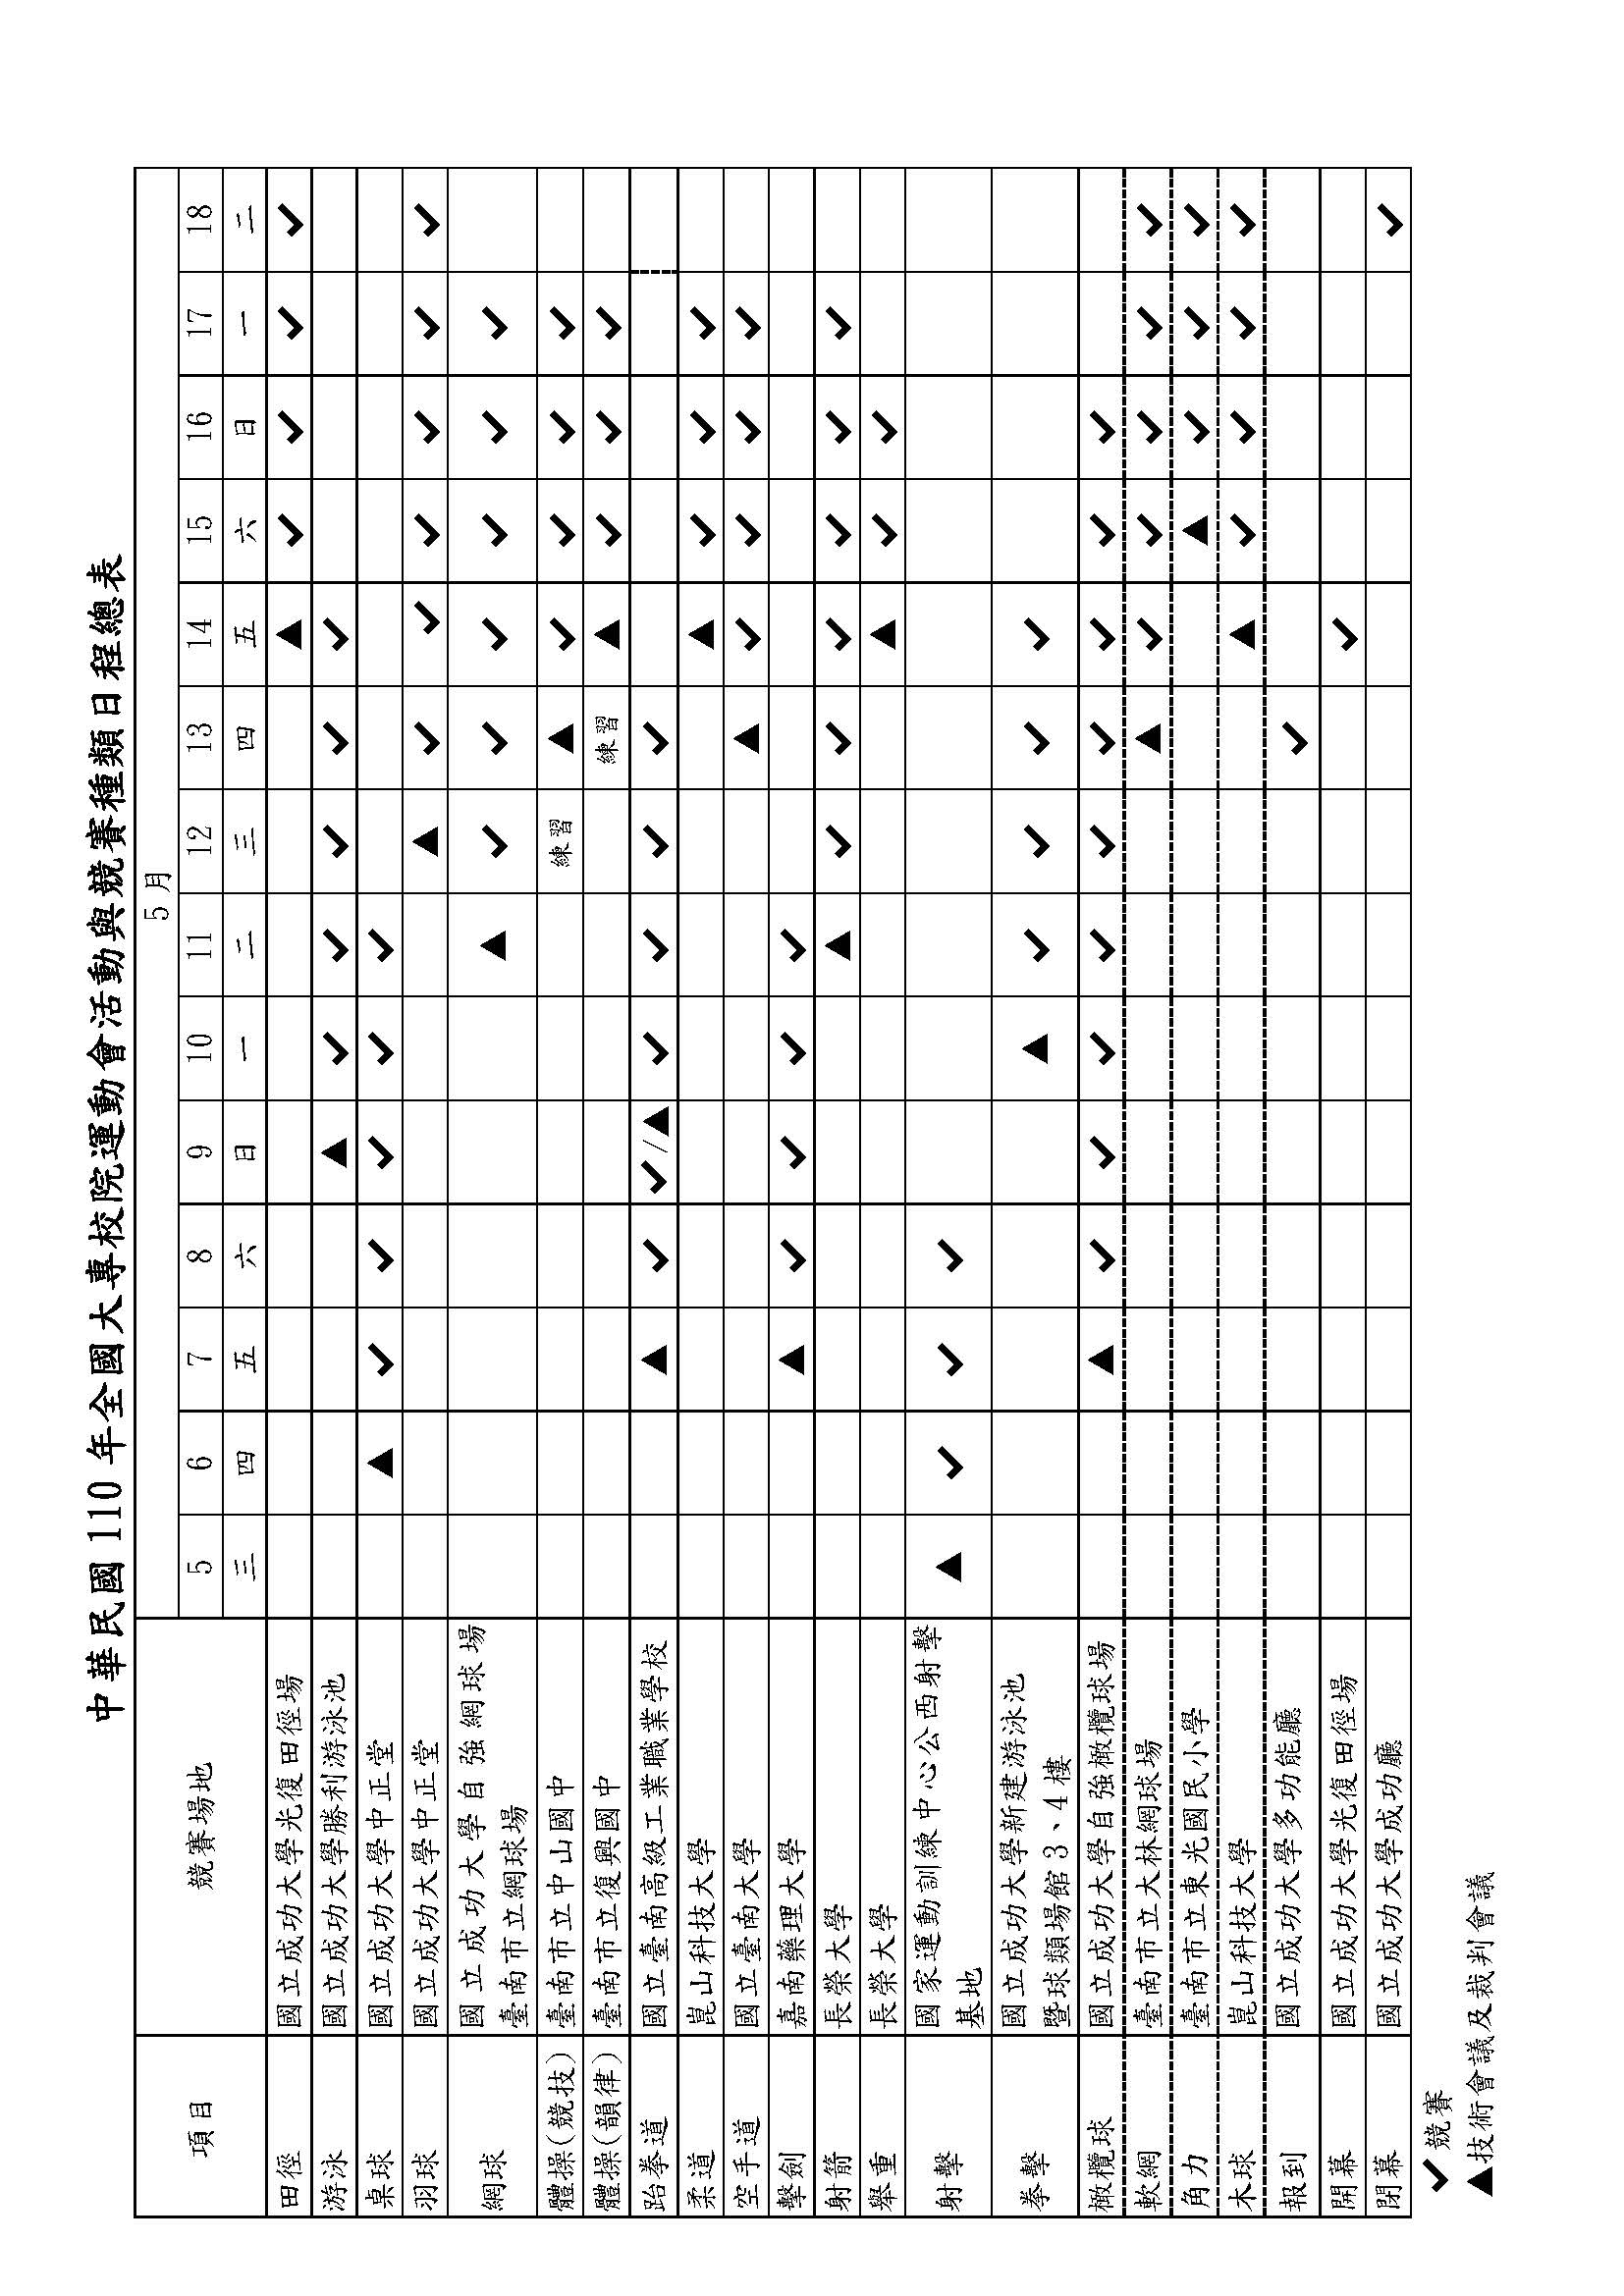 中華民國 110 年全國大專校院運動會活動與競賽種類日程總表
項目 競賽場地 5 月
5 6 7 8 9 10 11 12 13 14 15 16 17 18
三 四 五 六 日 一 二 三 四 五 六 日 一 二
田徑 國立成功大學光復田徑場 ▲ ✔ ✔ ✔ ✔
游泳 國立成功大學勝利游泳池 ▲ ✔ ✔ ✔ ✔ ✔
桌球 國立成功大學中正堂 ▲ ✔ ✔ ✔ ✔ ✔
羽球 國立成功大學中正堂 ▲ ✔ ✔ ✔ ✔ ✔ ✔
網球 國立成功大學自強網球場 ▲ ✔ ✔ ✔ ✔ ✔ ✔
臺南市立網球場
體操(競技) 臺南市立中山國中 練習 ▲ ✔ ✔ ✔ ✔
體操(韻律) 臺南市立復興國中 練習 ▲ ✔ ✔ ✔
跆拳道 國立臺南高級工業職業學校 ▲ ✔ ✔/▲ ✔ ✔ ✔ ✔
柔道 崑山科技大學 ▲ ✔ ✔ ✔
空手道 國立臺南大學 ▲ ✔ ✔ ✔ ✔
擊劍 嘉南藥理大學 ▲ ✔ ✔ ✔ ✔
射箭 長榮大學 ▲ ✔ ✔ ✔ ✔ ✔ ✔
舉重 長榮大學 ▲ ✔ ✔
射擊 國家運動訓練中心公西射擊 ▲ ✔ ✔ ✔
基地
拳擊 國立成功大學新建游泳池 ▲ ✔ ✔ ✔ ✔
暨球類場館 3、4 樓
橄欖球 國立成功大學自強橄欖球場 ▲ ✔ ✔ ✔ ✔ ✔ ✔ ✔ ✔ ✔
軟網 臺南市立大林網球場 ▲ ✔ ✔ ✔ ✔ ✔
角力 臺南市立東光國民小學 ▲ ✔ ✔ ✔
木球 崑山科技大學 ▲ ✔ ✔ ✔ ✔
報到 國立成功大學多功能廳 ✔
開幕 國立成功大學光復田徑場 ✔
閉幕 國立成功大學成功廳 ✔
✔ 競賽
▲技術會議及裁判會議